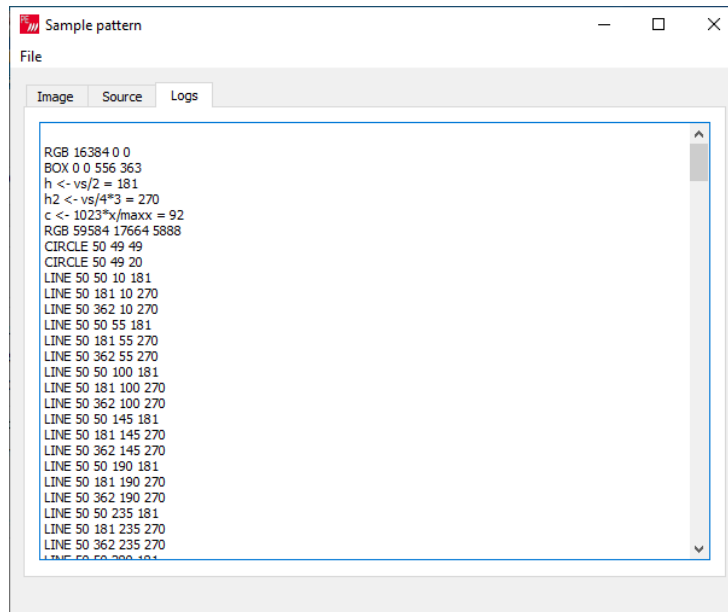 PE
Sample pattern
File
Image Source Logs
RGB 16384 0 0
BOX 0 0 556 363
h <- vs/2 = 181
h2 <- vs/4*3 = 270
c <- 1023*x/maxx = 92
RGB 59584 17664 5888
CIRCLE 50 49 49
CIRCLE 50 49 20
LINE 50 50 10 181
LINE 50 181 10 270
LINE 50 362 10 270
LINE 50 50 55 181
LINE 50 181 55 270
LINE 50 362 55 270
LINE 50 50 100 181
LINE 50 181 100 270
LINE 50 362 100 270
LINE 50 50 145 181
LINE 50 181 145 270
LINE 50 362 145 270
LINE 50 50 190 181
LINE 50 181 190 270
LINE 50 362 190 270
LINE 50 50 235 181
LINE 50 181 235 270
LINE 50 362 235 270
LINE 50 50 280 181